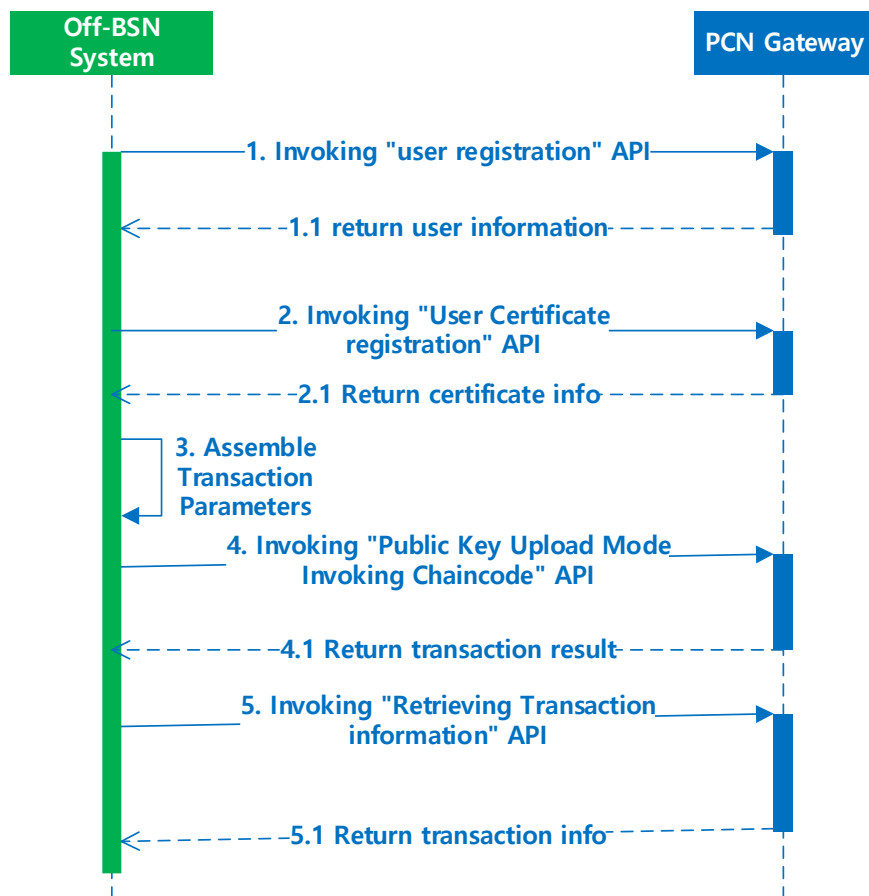 Off-BSN
System
PCN Gateway
1. Invoking "user registration" API
1.1 return user information
2. Invoking "User Certificate
registration" API
2.1 Return certificate info
3. Assemble
Transaction
Parameters
4. Invoking "Public Key Upload Mode
Invoking Chaincode" API
4.1 Return transaction result
5. Invoking "Retrieving Transaction
information" API
5.1 Return transaction info